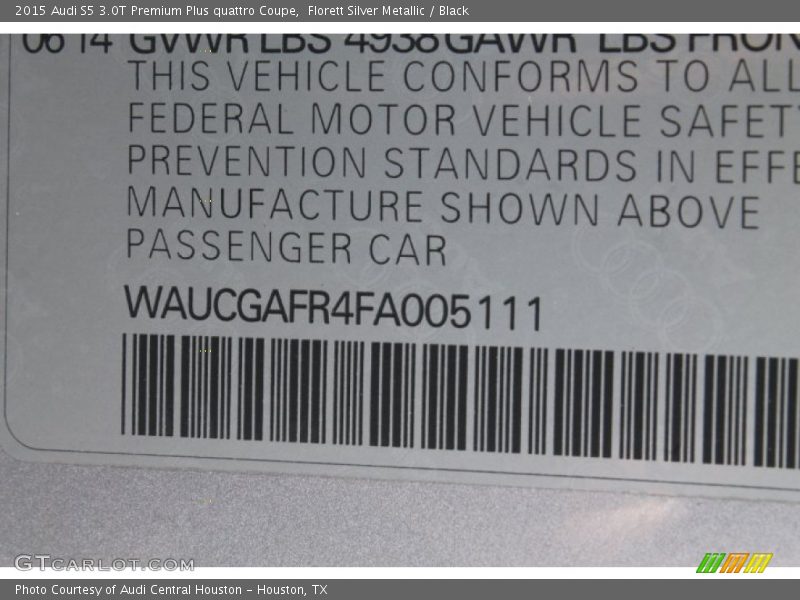 2015 Audi S5 3.0T Premium Plus quattro Coupe, Florett Silver Metallic / Black
06 14 GVWR LBS 4938 GAWR LBS FRON
THIS VEHICLE CONFORMS TO ALL
FEDERAL MOTOR VEHICLE SAFET
PREVENTION STANDARDS IN EFFE
MANUFACTURE SHOWN ABOVE
PASSENGER CAR
WAUCGAFR4FA005111
GTCARLOT.COM
Photo Courtesy of Audi Central Houston - Houston, TX